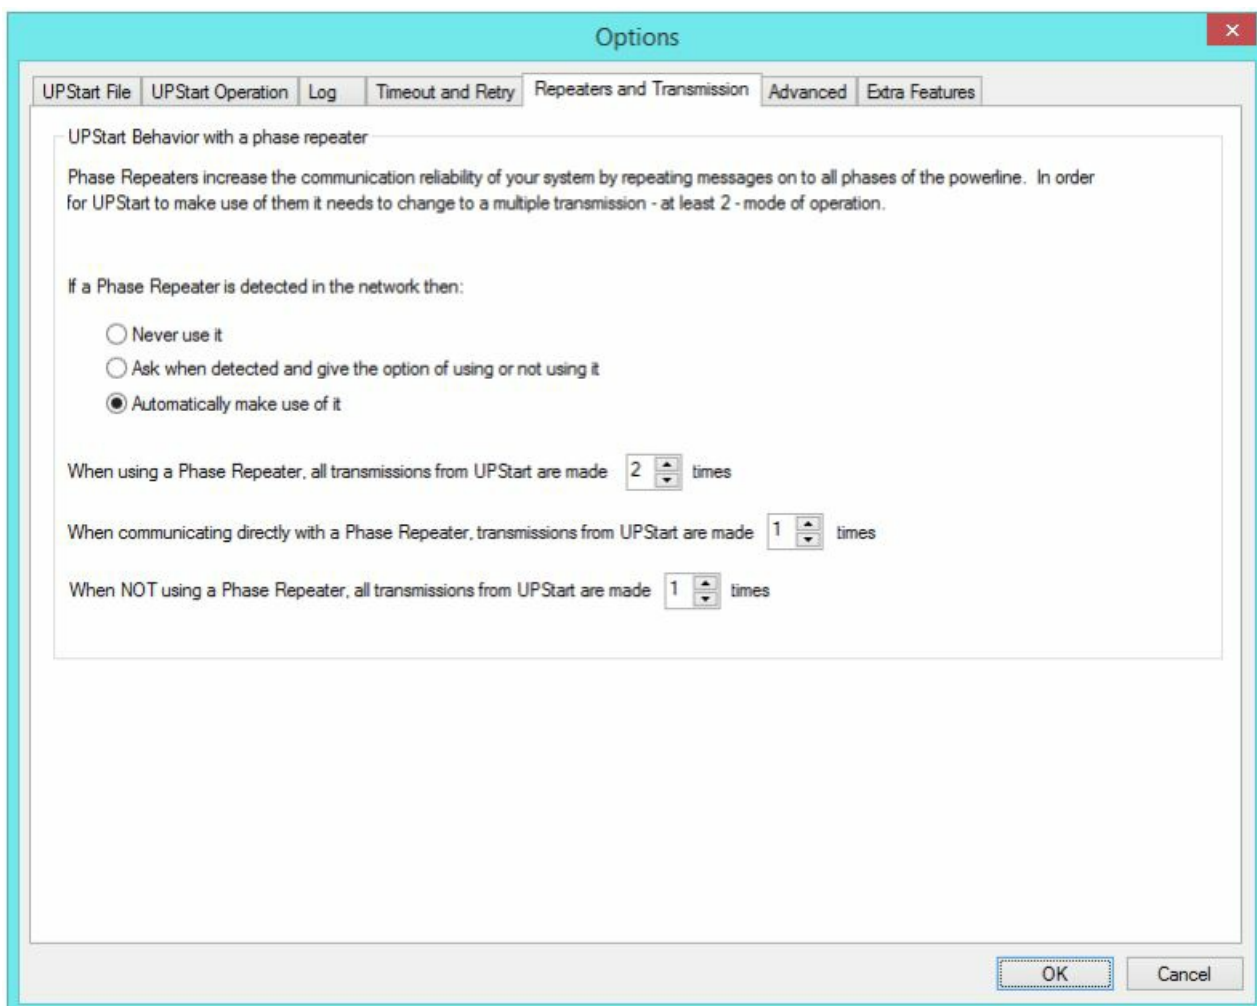 Options
UPStart File UPStart Operation Log Timeout and Retry Repeaters and Transmission Advanced Extra Features
UPStart Behavior with a phase repeater
Phase Repeaters increase the communication reliability of your system by repeating messages on to all phases of the powerline. In order
for UPStart to make use of them it needs to change to a multiple transmission - at least 2 - mode of operation.
If a Phase Repeater is detected in the network then:
Never use it
Ask when detected and give the option of using or not using it
Automatically make use of it
When using a Phase Repeater, all transmissions from UPStart are made 2 times
When communicating directly with a Phase Repeater, transmissions from UPStart are made 1 times
When NOT using a Phase Repeater, all transmissions from UPStart are made 1 times
OK Cancel